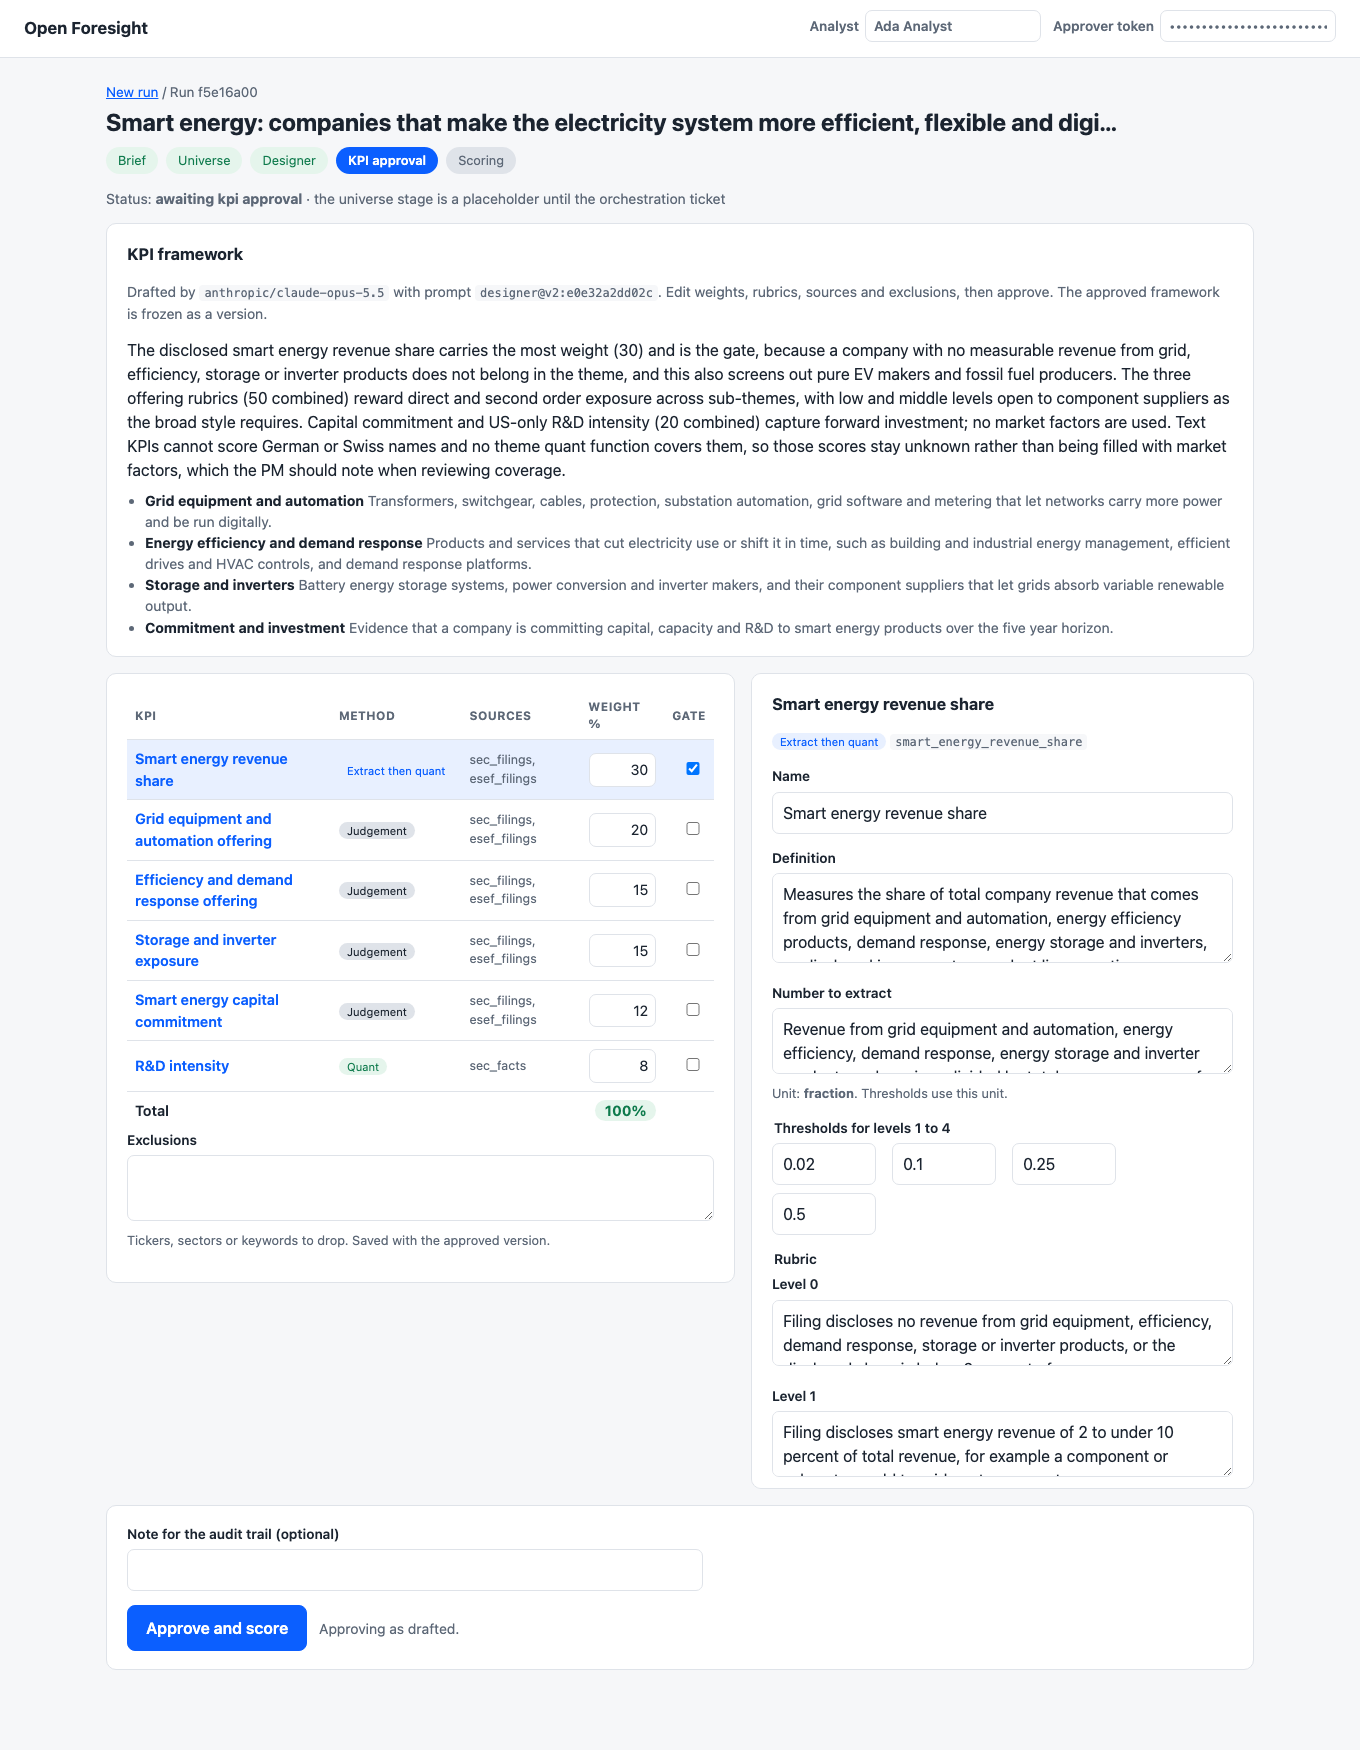 Open Foresight
Analyst Ada Analyst Approver token ••••••••••••••••••••••••
New run / Run f5e16a00
Smart energy: companies that make the electricity system more efficient, flexible and digi...
Brief Universe Designer KPI approval Scoring
Status: awaiting kpi approval · the universe stage is a placeholder until the orchestration ticket
KPI framework
Drafted by anthropic/claude-opus-5.5 with prompt designer@v2:e0e32a2dd02c. Edit weights, rubrics, sources and exclusions, then approve. The approved framework
is frozen as a version.
The disclosed smart energy revenue share carries the most weight (30) and is the gate, because a company with no measurable revenue from grid,
efficiency, storage or inverter products does not belong in the theme, and this also screens out pure EV makers and fossil fuel producers. The three
offering rubrics (50 combined) reward direct and second order exposure across sub-themes, with low and middle levels open to component suppliers as
the broad style requires. Capital commitment and US-only R&D intensity (20 combined) capture forward investment; no market factors are used. Text
KPIs cannot score German or Swiss names and no theme quant function covers them, so those scores stay unknown rather than being filled with market
factors, which the PM should note when reviewing coverage.
• Grid equipment and automation Transformers, switchgear, cables, protection, substation automation, grid software and metering that let networks carry more power
and be run digitally.
• Energy efficiency and demand response Products and services that cut electricity use or shift it in time, such as building and industrial energy management, efficient
drives and HVAC controls, and demand response platforms.
• Storage and inverters Battery energy storage systems, power conversion and inverter makers, and their component suppliers that let grids absorb variable renewable
output.
• Commitment and investment Evidence that a company is committing capital, capacity and R&D to smart energy products over the five year horizon.
KPI METHOD SOURCES WEIGHT % GATE
Smart energy revenue share Extract then quant sec_filings, esef_filings 30
Grid equipment and automation offering Judgement sec_filings, esef_filings 20
Efficiency and demand response offering Judgement sec_filings, esef_filings 15
Storage and inverter exposure Judgement sec_filings, esef_filings 15
Smart energy capital commitment Judgement sec_filings, esef_filings 12
R&D intensity Quant sec_facts 8
Total 100%
Exclusions
Tickers, sectors or keywords to drop. Saved with the approved version.
Smart energy revenue share
Extract then quant smart_energy_revenue_share
Name
Smart energy revenue share
Definition
Measures the share of total company revenue that comes
from grid equipment and automation, energy efficiency
products, demand response, energy storage and inverters,
Number to extract
Revenue from grid equipment and automation, energy
efficiency, demand response, energy storage and inverter
Unit: fraction. Thresholds use this unit.
Thresholds for levels 1 to 4
0.02 0.1 0.25
0.5
Rubric
Level 0
Filing discloses no revenue from grid equipment, efficiency,
demand response, storage or inverter products, or the
Level 1
Filing discloses smart energy revenue of 2 to under 10
percent of total revenue, for example a component or
Note for the audit trail (optional)
Approve and score Approving as drafted.